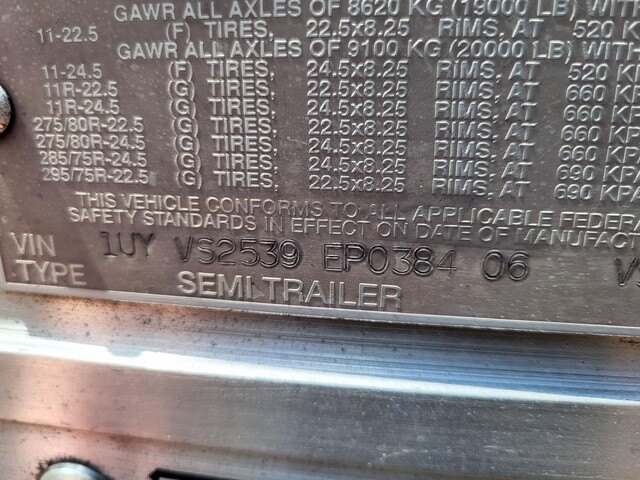 GAWR ALL AXLES OF 8620 KG (19000 LB) WITH
11-22.5 (F) TIRES, 22.5x8.25 RIMS, AT 520 KP
GAWR ALL AXLES OF 9100 KG (20000 LB) WITH
11-24.5 (F) TIRES, 24.5x8.25 RIMS, AT 520 KP
11R-22.5 (G) TIRES, 22.5x8.25 RIMS, AT 660 KP
11R-24.5 (G) TIRES, 24.5x8.25 RIMS, AT 660 KP
275/80R-22.5 (G) TIRES, 22.5x8.25 RIMS, AT 660 KP
275/80R-24.5 (G) TIRES, 24.5x8.25 RIMS, AT 660 KP
285/75R-24.5 (G) TIRES, 24.5x8.25 RIMS, AT 690 KPA
295/75R-22.5 (G) TIRES, 22.5x8.25 RIMS, AT 690 KPA
THIS VEHICLE CONFORMS TO ALL APPLICABLE FEDERA
SAFETY STANDARDS IN EFFECT ON DATE OF MANUFACTU
VIN 1UY VS2539 EP0384 06 VS
TYPE SEMITRAILER